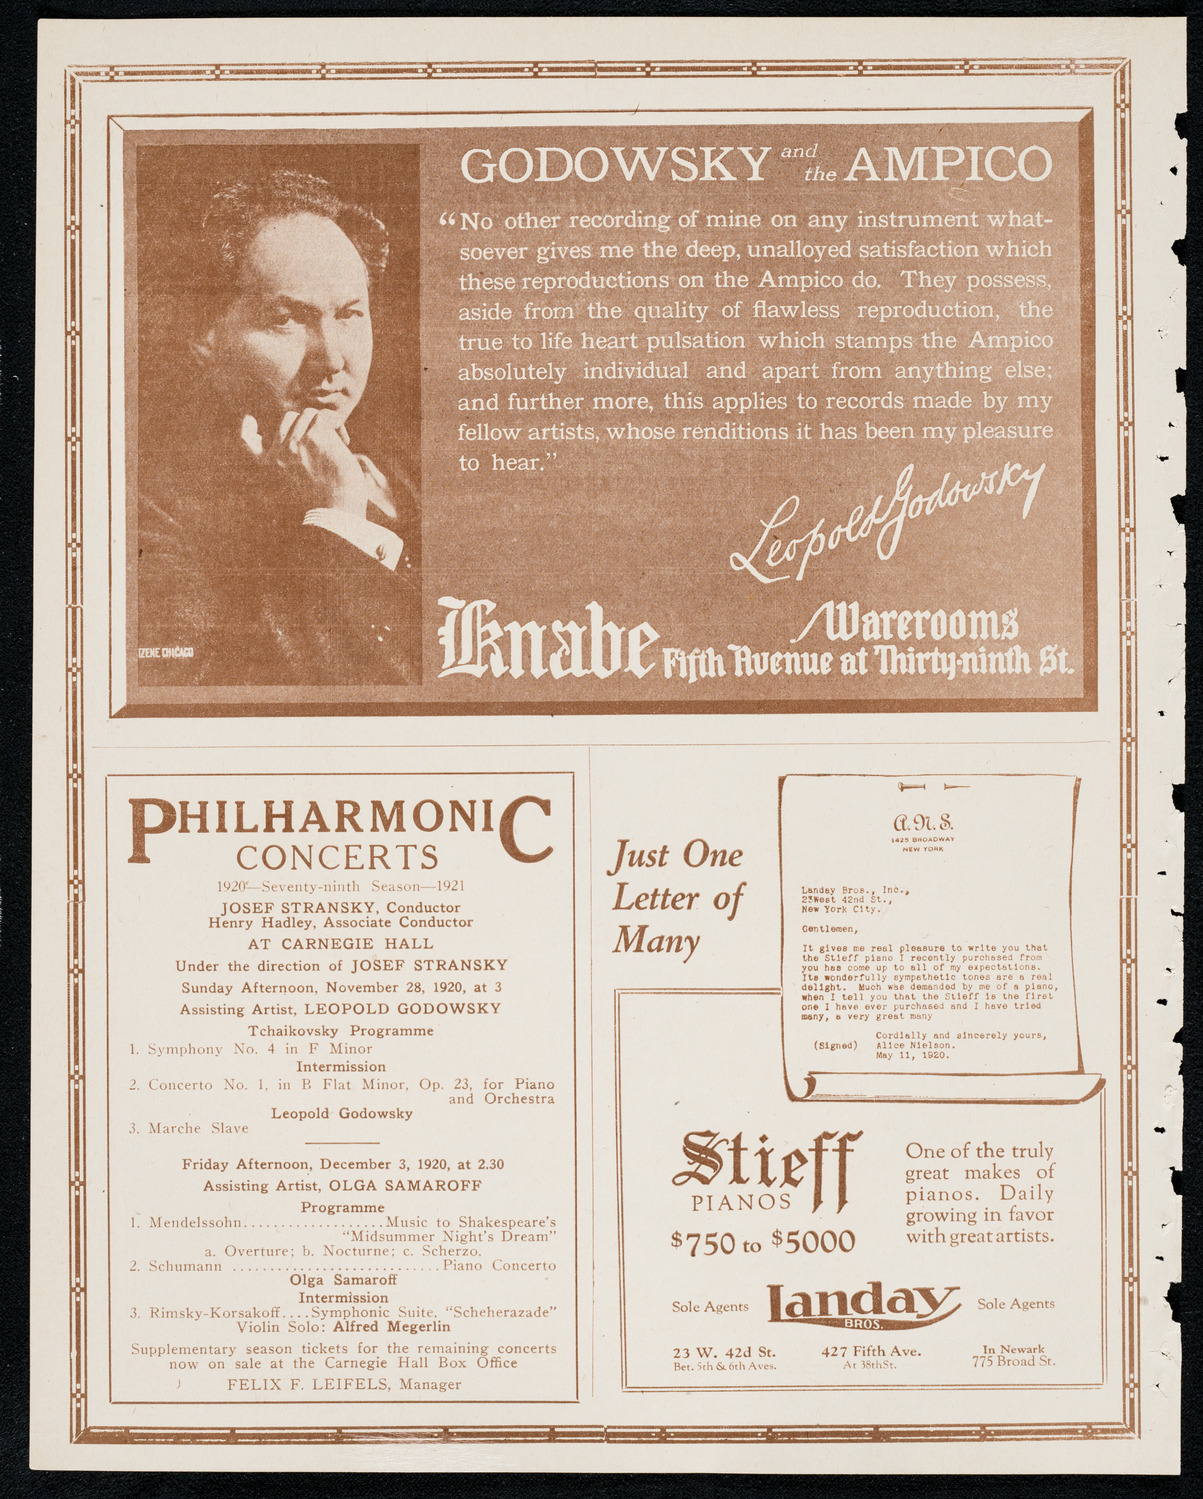 GODOWSKY and the AMPICO
“No other recording of mine on any instrument what-
soever gives me the deep, unalloyed satisfaction which
these reproductions on the Ampico do. They possess,
aside from the quality of flawless reproduction, the
true to life heart pulsation which stamps the Ampico
absolutely individual and apart from anything else;
and further more, this applies to records made by my
fellow artists, whose renditions it has been my pleasure
to hear.”
Leopold Godowsky
IZENE CHICAGO
Knabe Warerooms
Fifth Avenue at Thirty-ninth St.
PHILHARMONIC
CONCERTS
1920—Seventy-ninth Season—1921
JOSEF STRANSKY, Conductor
Henry Hadley, Associate Conductor
AT CARNEGIE HALL
Under the direction of JOSEF STRANSKY
Sunday Afternoon, November 28, 1920, at 3
Assisting Artist, LEOPOLD GODOWSKY
Tchaikovsky Programme
1. Symphony No. 4 in F Minor
Intermission
2. Concerto No. 1, in B Flat Minor, Op. 23, for Piano
and Orchestra
Leopold Godowsky
3. Marche Slave
Friday Afternoon, December 3, 1920, at 2.30
Assisting Artist, OLGA SAMAROFF
Programme
1. Mendelssohn...................Music to Shakespeare's
“Midsummer Night's Dream”
a. Overture; b. Nocturne; c. Scherzo.
2. Schumann ............................Piano Concerto
Olga Samaroff
Intermission
3. Rimsky-Korsakoff....Symphonic Suite, “Scheherazade”
Violin Solo: Alfred Megerlin
Supplementary season tickets for the remaining concerts
now on sale at the Carnegie Hall Box Office
FELIX F. LEIFELS, Manager
Just One
Letter of
Many
A.N.S.
1425 BROADWAY
NEW YORK
Landay Bros., Inc.,
23West 42nd St.,
New York City.
Gentlemen,
It gives me real pleasure to write you that
the Stieff piano I recently purchased from
you has come up to all of my expectations.
Its wonderfully sympathetic tones are a real
delight. Much was demanded by me of a piano,
when I tell you that the Stieff is the first
one I have ever purchased and I have tried
many, a very great many
Cordially and sincerely yours,
(Signed) Alice Nielson.
May 11, 1920.
Stieff
PIANOS
$750 to $5000
One of the truly
great makes of
pianos. Daily
growing in favor
with great artists.
Sole Agents Landay BROS. Sole Agents
23 W. 42d St. 427 Fifth Ave. In Newark
Bet. 5th & 6th Aves. At 38th St. 775 Broad St.